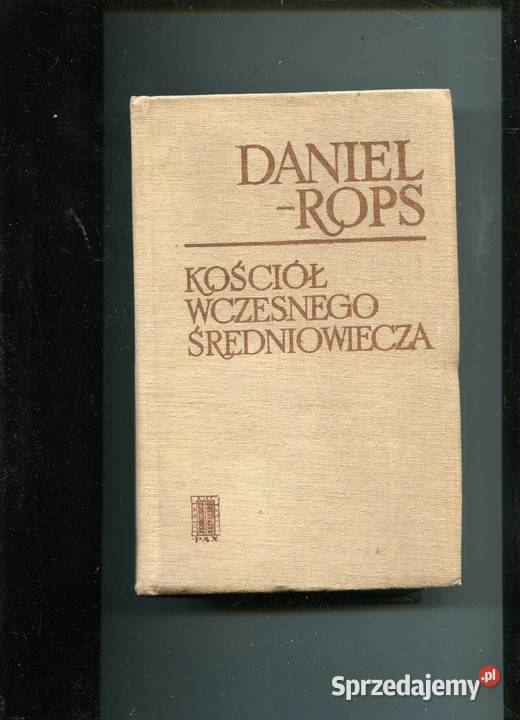 DANIEL
-ROPS
KOŚCIÓŁ
WCZESNEGO
ŚREDNIOWIECZA
PAX
Sprzedajemy.pl